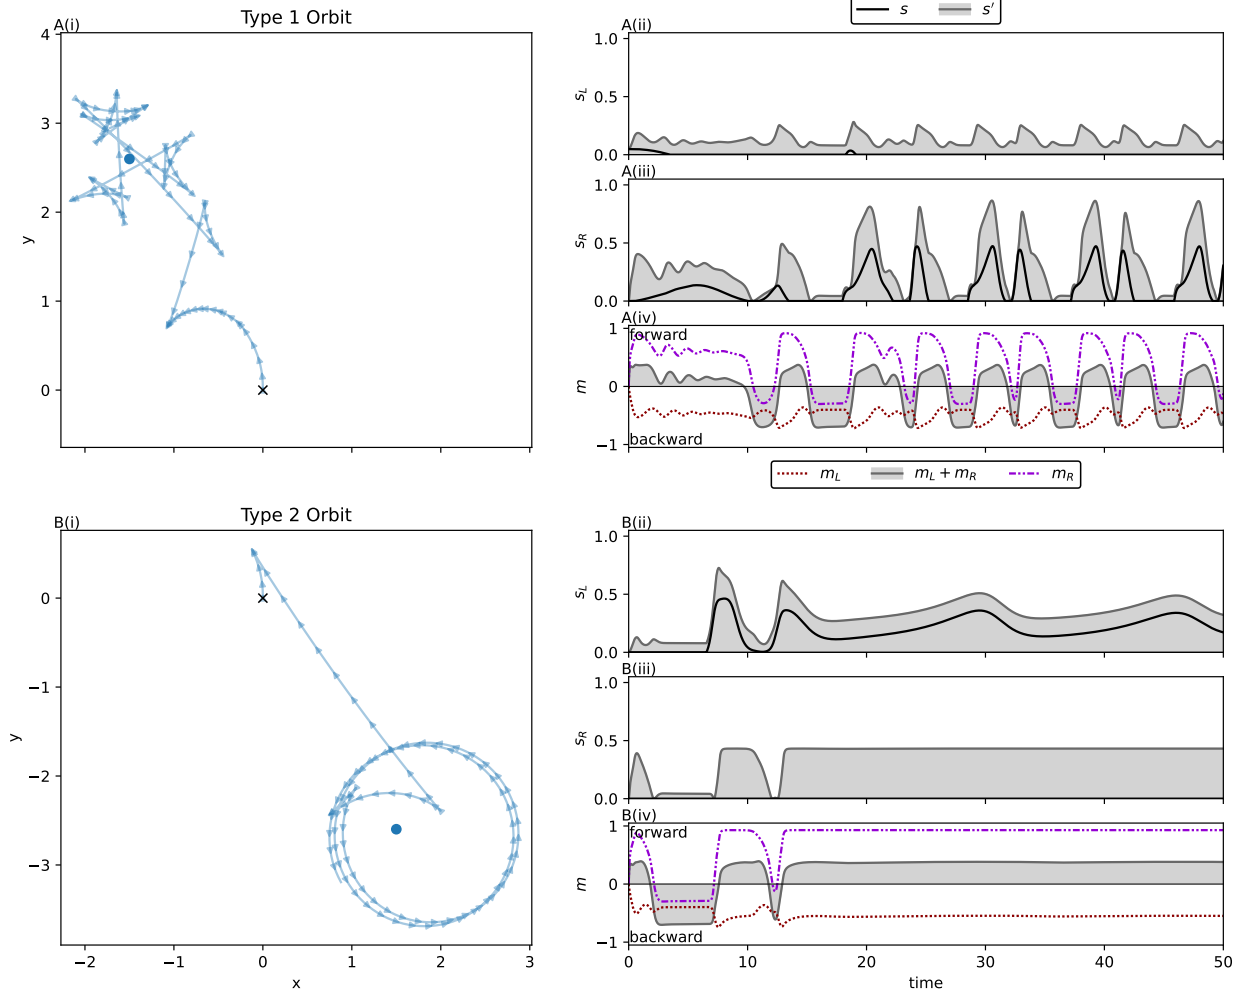 Type 1 Orbit
A(i)
4
3
2
1
0
y
s s′
A(ii)
1.0
0.5
0.0
s_L
A(iii)
1.0
0.5
0.0
s_R
A(iv)
1
0
−1
m
forward
backward
m_L m_L + m_R m_R
Type 2 Orbit
B(i)
0
−1
−2
−3
y
−2 −1 0 1 2 3
x
B(ii)
1.0
0.5
0.0
s_L
B(iii)
1.0
0.5
0.0
s_R
B(iv)
1
0
−1
m
forward
backward
0 10 20 30 40 50
time